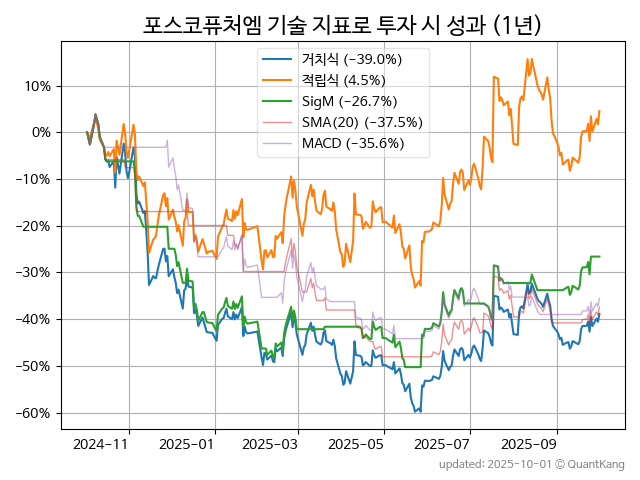 포스코퓨처엠 기술 지표로 투자 시 성과 (1년)
거치식 (−39.0%)
적립식 (4.5%)
SigM (−26.7%)
SMA(20) (−37.5%)
MACD (−35.6%)
10%
0%
−10%
−20%
−30%
−40%
−50%
−60%
2024-11 2025-01 2025-03 2025-05 2025-07 2025-09
updated: 2025-10-01 © QuantKang